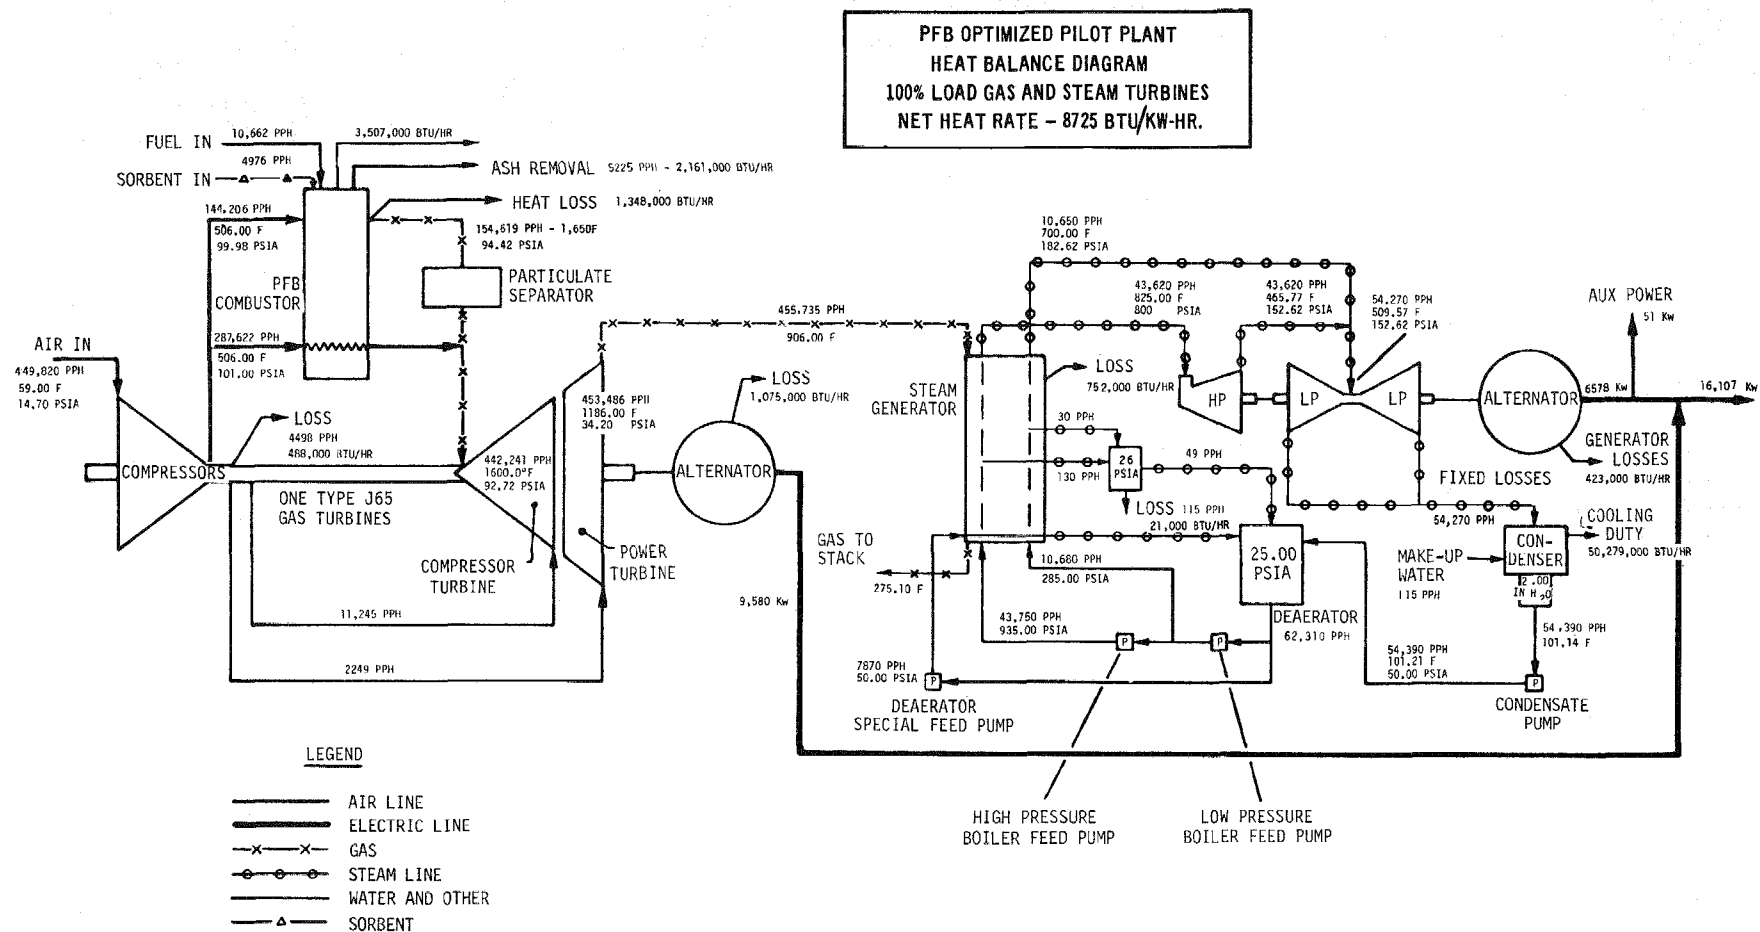 PFB OPTIMIZED PILOT PLANT
HEAT BALANCE DIAGRAM
100% LOAD GAS AND STEAM TURBINES
NET HEAT RATE - 8725 BTU/KW-HR.
FUEL IN
10,662 PPH
3,507,000 BTU/HR
4976 PPH
SORBENT IN
ASH REMOVAL 5225 PPH - 2,161,000 BTU/HR
HEAT LOSS 1,348,000 BTU/HR
144,206 PPH
506.00 F
99.98 PSIA
154,619 PPH - 1,650F
94.42 PSIA
PFB
COMBUSTOR
PARTICULATE
SEPARATOR
287,622 PPH
506.00 F
101.00 PSIA
AIR IN
449,820 PPH
59.00 F
14.70 PSIA
LOSS
4498 PPH
488,000 BTU/HR
COMPRESSORS
ONE TYPE J65
GAS TURBINES
442,241 PPH
1600.0°F
92.72 PSIA
COMPRESSOR
TURBINE
453,486 PPH
1186.00 F
34.20 PSIA
POWER
TURBINE
11,245 PPH
2249 PPH
455,735 PPH
906.00 F
LOSS
1,075,000 BTU/HR
ALTERNATOR
9,580 Kw
STEAM
GENERATOR
LOSS
752,000 BTU/HR
10,650 PPH
700.00 F
182.62 PSIA
43,620 PPH
825.00 F
800 PSIA
43,620 PPH
465.77 F
152.62 PSIA
54,270 PPH
509.57 F
152.62 PSIA
HP
LP
LP
ALTERNATOR
6578 Kw
AUX POWER
51 Kw
16,107 Kw
GENERATOR
LOSSES
423,000 BTU/HR
FIXED LOSSES
30 PPH
130 PPH
26
PSIA
49 PPH
LOSS 115 PPH
21,000 BTU/HR
25.00
PSIA
DEAERATOR
62,310 PPH
54,270 PPH
CON-
DENSER
2.00
IN H2O
COOLING
DUTY
50,279,000 BTU/HR
MAKE-UP
WATER
115 PPH
GAS TO
STACK
275.10 F
10,680 PPH
285.00 PSIA
43,750 PPH
935.00 PSIA
P
P
7870 PPH
50.00 PSIA
P
DEAERATOR
SPECIAL FEED PUMP
54,390 PPH
101.14 F
54,390 PPH
101.21 F
50.00 PSIA
P
CONDENSATE
PUMP
HIGH PRESSURE
BOILER FEED PUMP
LOW PRESSURE
BOILER FEED PUMP
LEGEND
AIR LINE
ELECTRIC LINE
GAS
STEAM LINE
WATER AND OTHER
SORBENT